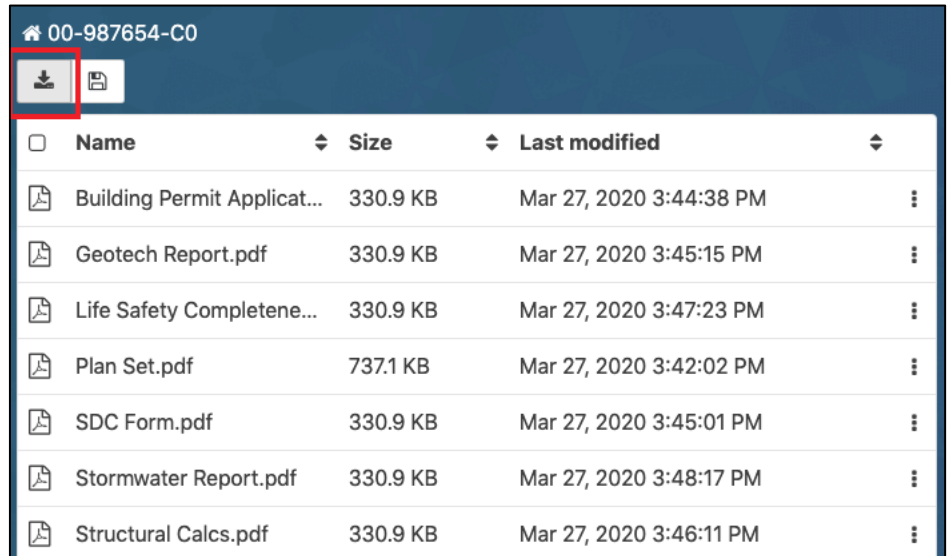 00-987654-C0
Name Size Last modified
Building Permit Applicat... 330.9 KB Mar 27, 2020 3:44:38 PM
Geotech Report.pdf 330.9 KB Mar 27, 2020 3:45:15 PM
Life Safety Completene... 330.9 KB Mar 27, 2020 3:47:23 PM
Plan Set.pdf 737.1 KB Mar 27, 2020 3:42:02 PM
SDC Form.pdf 330.9 KB Mar 27, 2020 3:45:01 PM
Stormwater Report.pdf 330.9 KB Mar 27, 2020 3:48:17 PM
Structural Calcs.pdf 330.9 KB Mar 27, 2020 3:46:11 PM